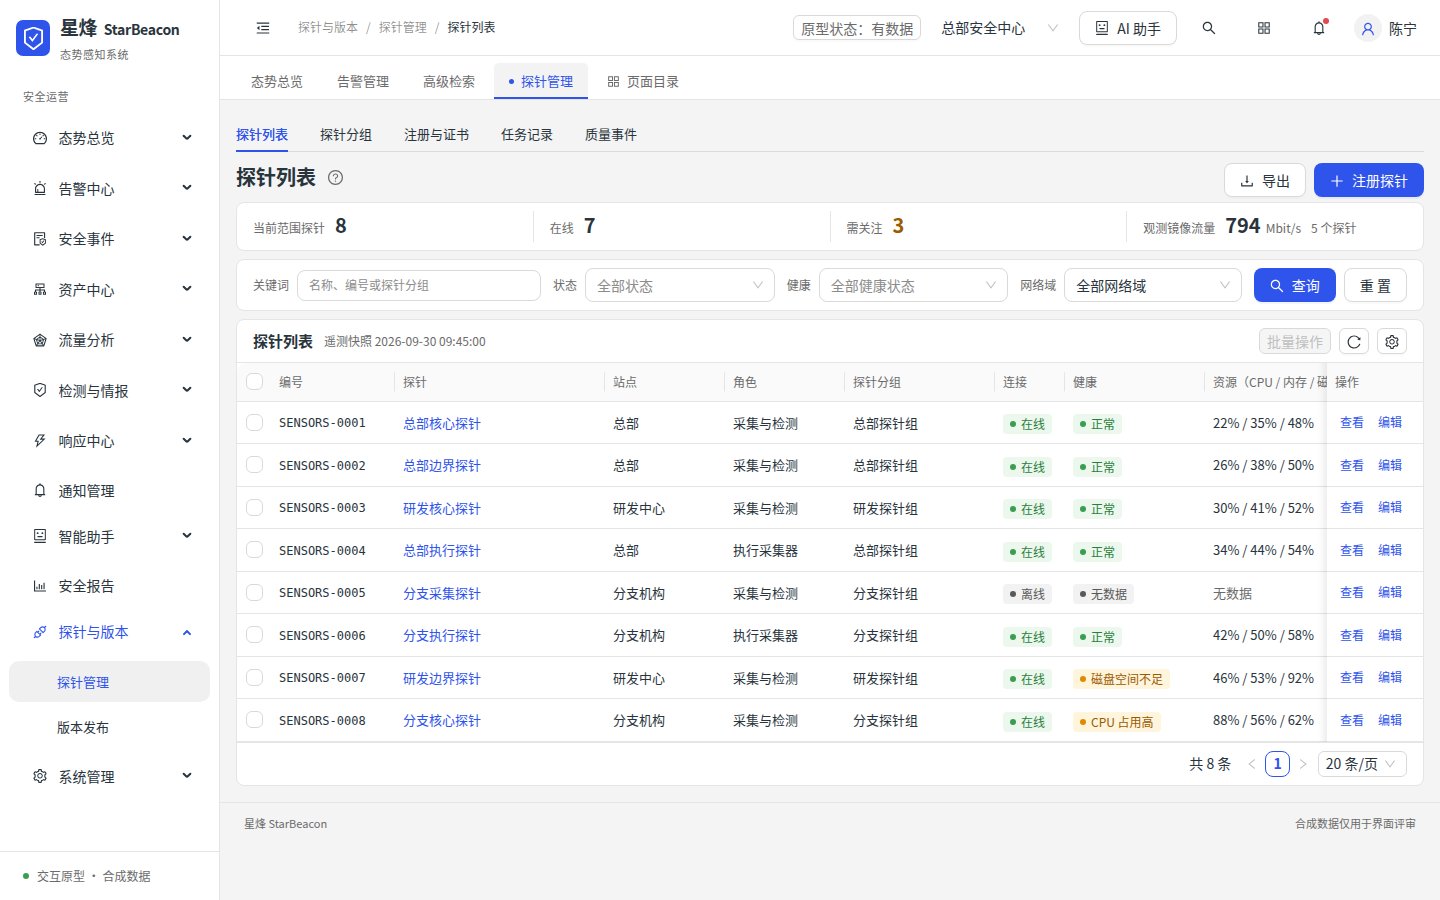 星烽 StarBeacon
态势感知系统
安全运营
态势总览
告警中心
安全事件
资产中心
流量分析
检测与情报
响应中心
通知管理
智能助手
安全报告
探针与版本
探针管理
版本发布
系统管理
交互原型 · 合成数据
探针与版本 / 探针管理 / 探针列表
原型状态：有数据 总部安全中心 AI 助手 陈宁
态势总览 告警管理 高级检索 探针管理 页面目录
探针列表 探针分组 注册与证书 任务记录 质量事件
探针列表
导出 注册探针
当前范围探针 8 在线 7 需关注 3 观测镜像流量 794 Mbit/s 5 个探针
关键词 名称、编号或探针分组 状态 全部状态 健康 全部健康状态 网络域 全部网络域 查询 重 置
探针列表 遥测快照 2026-09-30 09:45:00 批量操作
编号 探针 站点 角色 探针分组 连接 健康 资源（CPU / 内存 / 磁 操作
SENSORS-0001 总部核心探针 总部 采集与检测 总部探针组 在线 正常 22% / 35% / 48% 查看 编辑
SENSORS-0002 总部边界探针 总部 采集与检测 总部探针组 在线 正常 26% / 38% / 50% 查看 编辑
SENSORS-0003 研发核心探针 研发中心 采集与检测 研发探针组 在线 正常 30% / 41% / 52% 查看 编辑
SENSORS-0004 总部执行探针 总部 执行采集器 总部探针组 在线 正常 34% / 44% / 54% 查看 编辑
SENSORS-0005 分支采集探针 分支机构 采集与检测 分支探针组 离线 无数据 无数据 查看 编辑
SENSORS-0006 分支执行探针 分支机构 执行采集器 分支探针组 在线 正常 42% / 50% / 58% 查看 编辑
SENSORS-0007 研发边界探针 研发中心 采集与检测 研发探针组 在线 磁盘空间不足 46% / 53% / 92% 查看 编辑
SENSORS-0008 分支核心探针 分支机构 采集与检测 分支探针组 在线 CPU 占用高 88% / 56% / 62% 查看 编辑
共 8 条 1 20 条/页
星烽 StarBeacon 合成数据仅用于界面评审